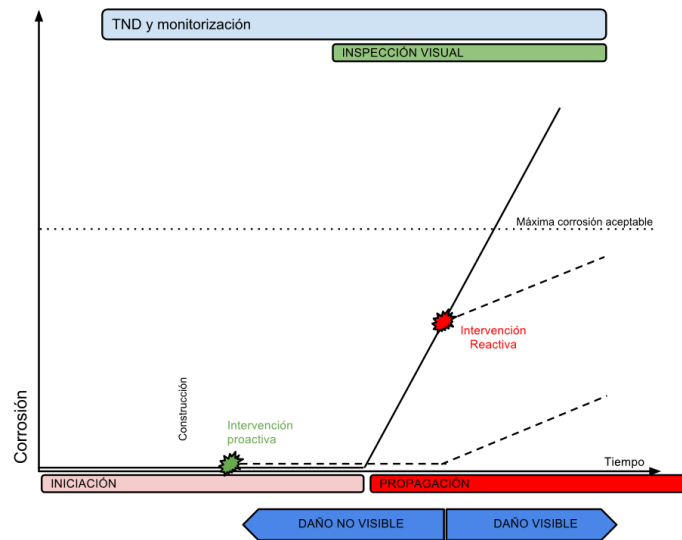 TND y monitorización
INSPECCIÓN VISUAL
Máxima corrosión aceptable
Intervención
Reactiva
Construcción
Intervención
proactiva
Corrosión
Tiempo
INICIACIÓN
PROPAGACIÓN
DAÑO NO VISIBLE
DAÑO VISIBLE